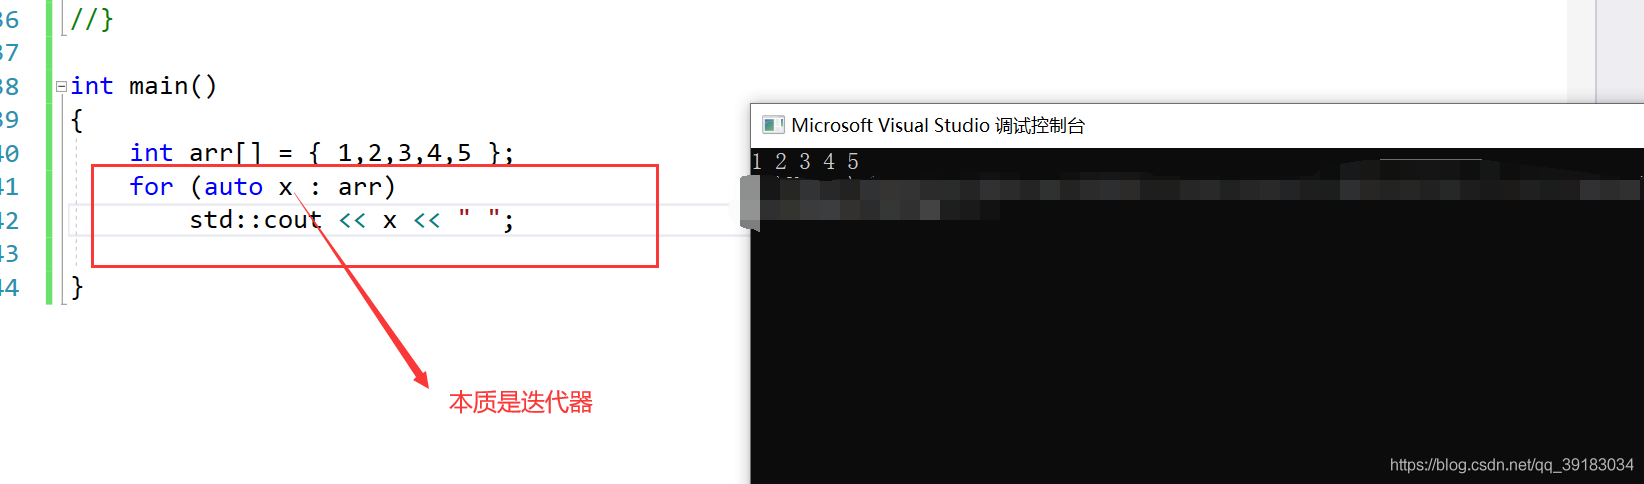 36 //}
37
38 int main()
39 {
40 int arr[] = { 1,2,3,4,5 };
41 for (auto x : arr)
42 std::cout << x << " ";
43
44 }
Microsoft Visual Studio 调试控制台
1 2 3 4 5
本质是迭代器
https://blog.csdn.net/qq_39183034